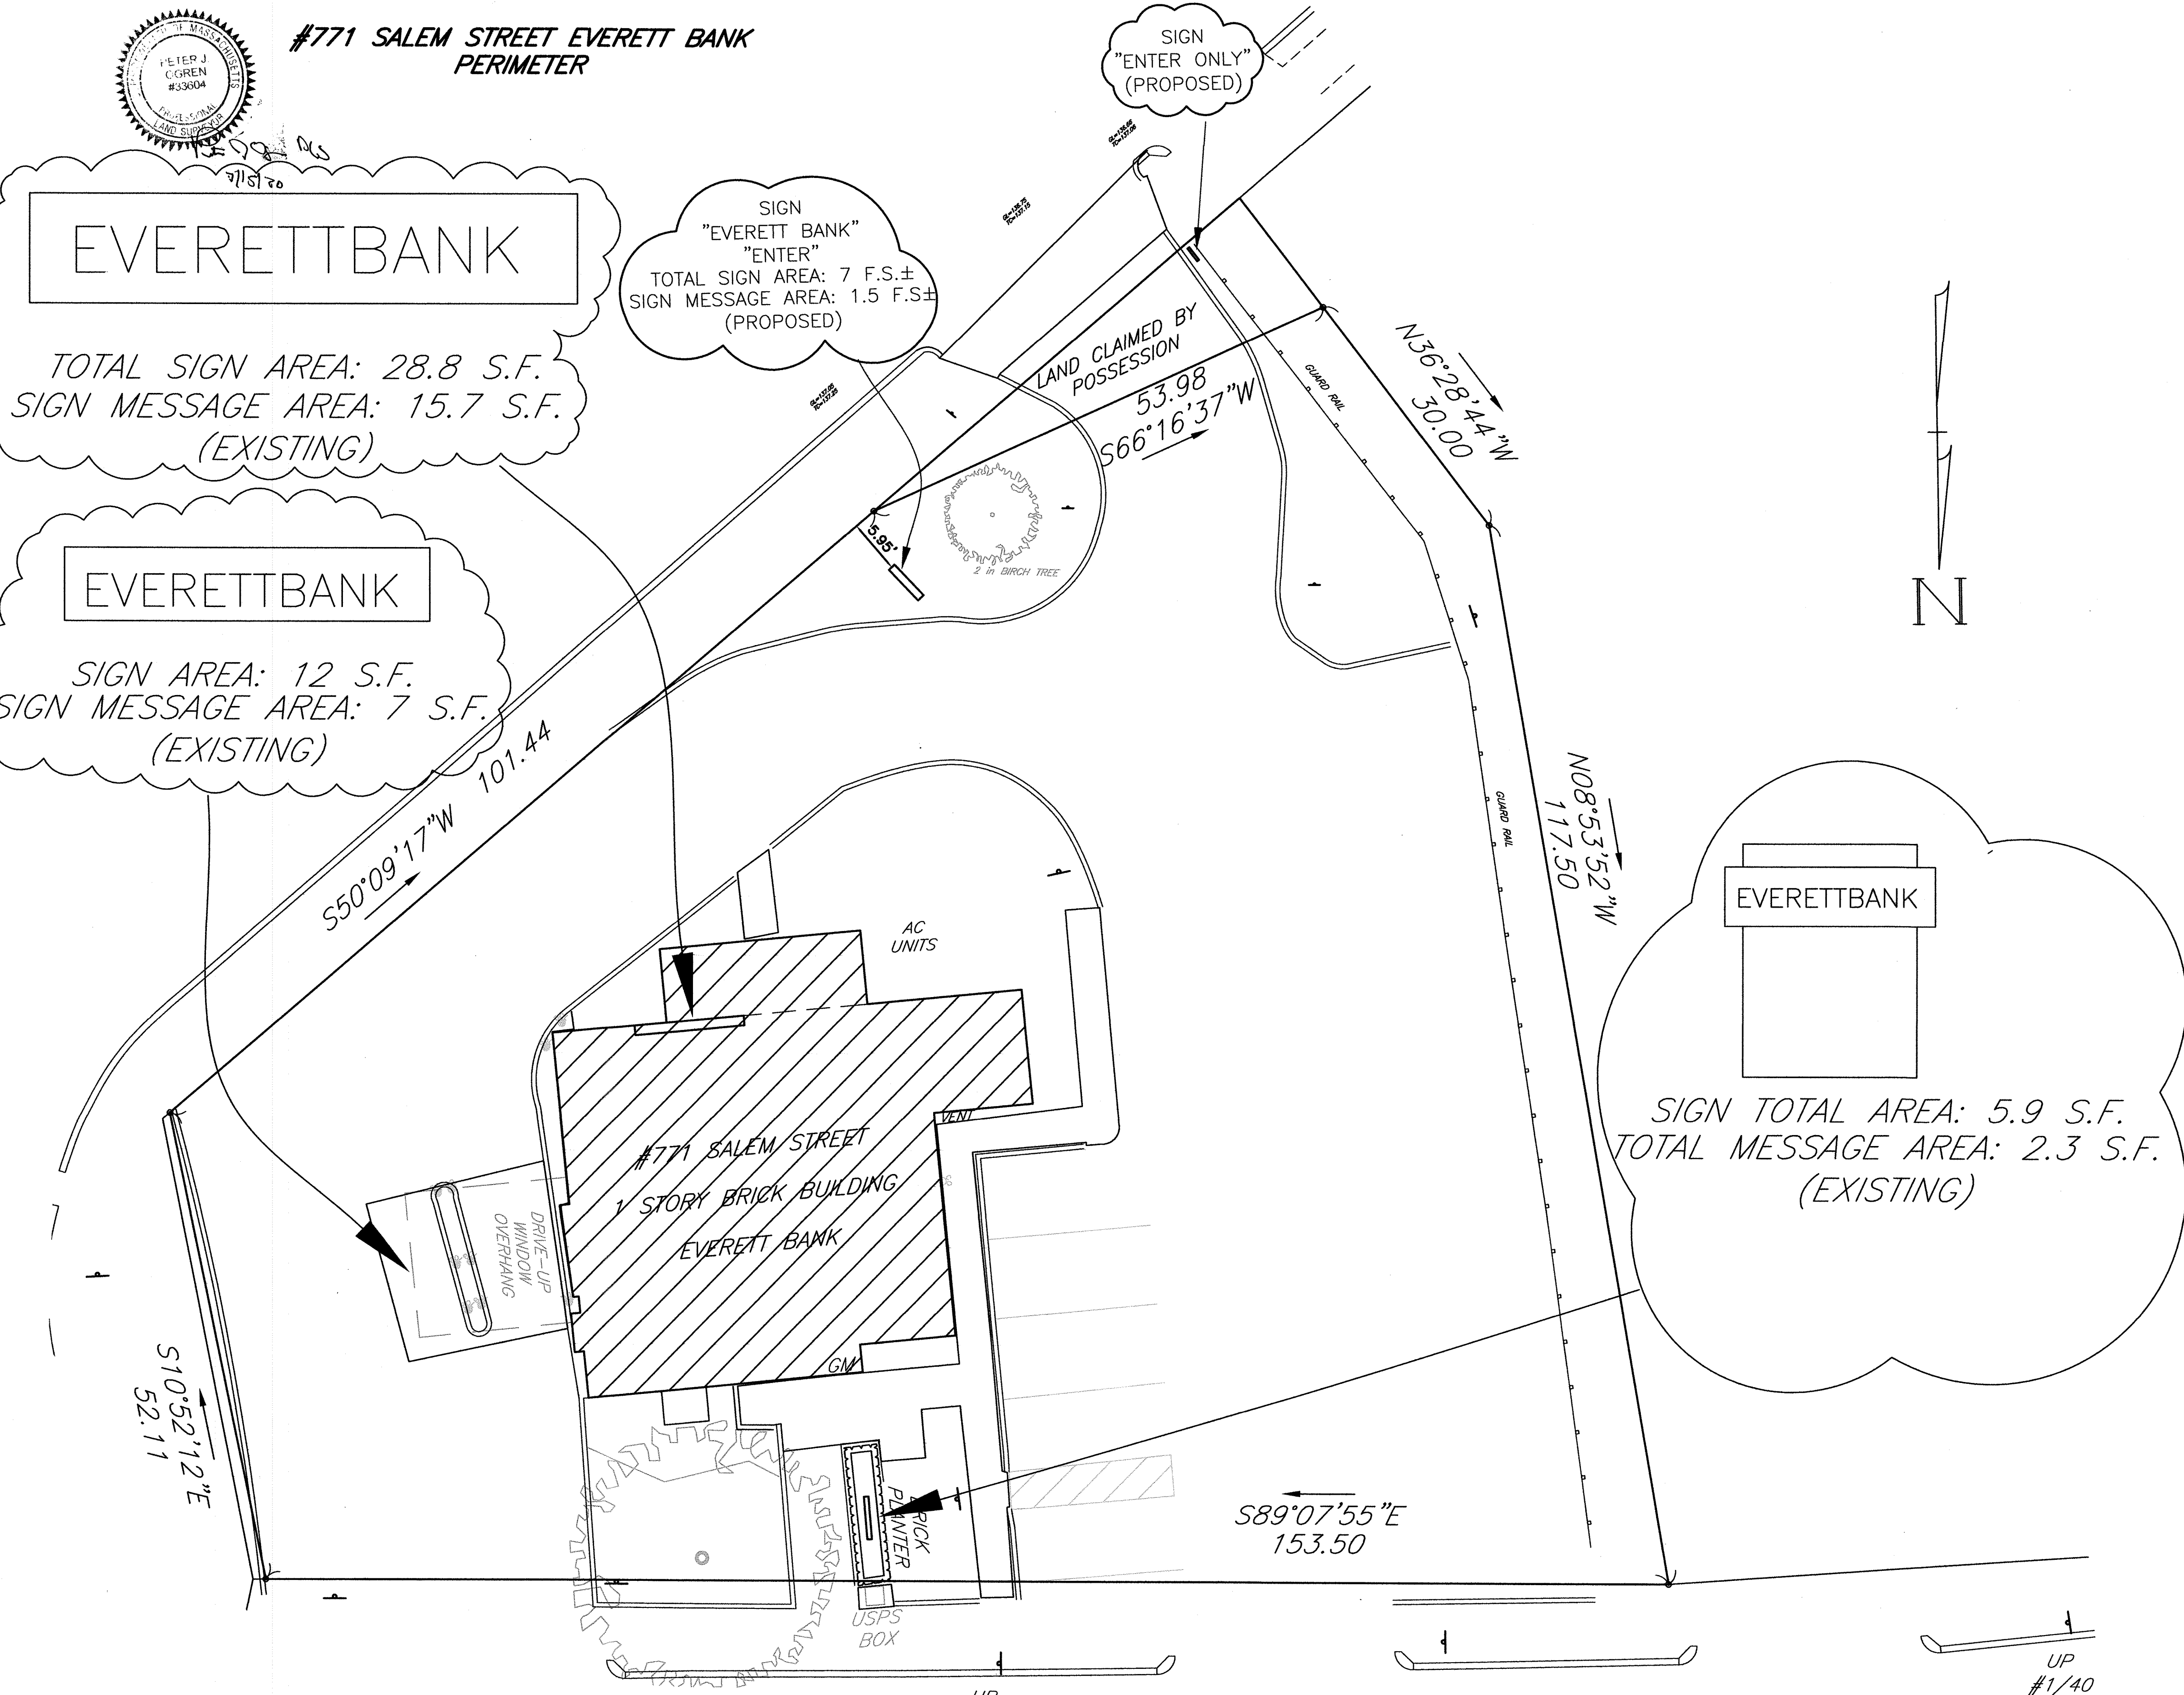 #771 SALEM STREET EVERETT BANK
PERIMETER
MASSACHUSETTS
PETER J.
OGREN
#33604
PROFESSIONAL
LAND SURVEYOR
EVERETTBANK
TOTAL SIGN AREA: 28.8 S.F.
SIGN MESSAGE AREA: 15.7 S.F.
(EXISTING)
EVERETTBANK
SIGN AREA: 12 S.F.
SIGN MESSAGE AREA: 7 S.F.
(EXISTING)
SIGN
"EVERETT BANK"
"ENTER"
TOTAL SIGN AREA: 7 F.S.±
SIGN MESSAGE AREA: 1.5 F.S±
(PROPOSED)
SIGN
"ENTER ONLY"
(PROPOSED)
LAND CLAIMED BY
POSSESSION
53.98
S66°16'37"W
GUARD RAIL
N36°28'44"W
30.00
5.95'
2 in BIRCH TREE
N
101.44
S50°09'17"W
GUARD RAIL
N08°53'52"W
117.50
EVERETTBANK
SIGN TOTAL AREA: 5.9 S.F.
TOTAL MESSAGE AREA: 2.3 S.F.
(EXISTING)
AC
UNITS
VENT
#771 SALEM STREET
1 STORY BRICK BUILDING
EVERETT BANK
DRIVE-UP
WINDOW
OVERHANG
GM
S10°52'12"E
52.11
BRICK
PLANTER
S89°07'55"E
153.50
USPS
BOX
UP
UP
#1/40